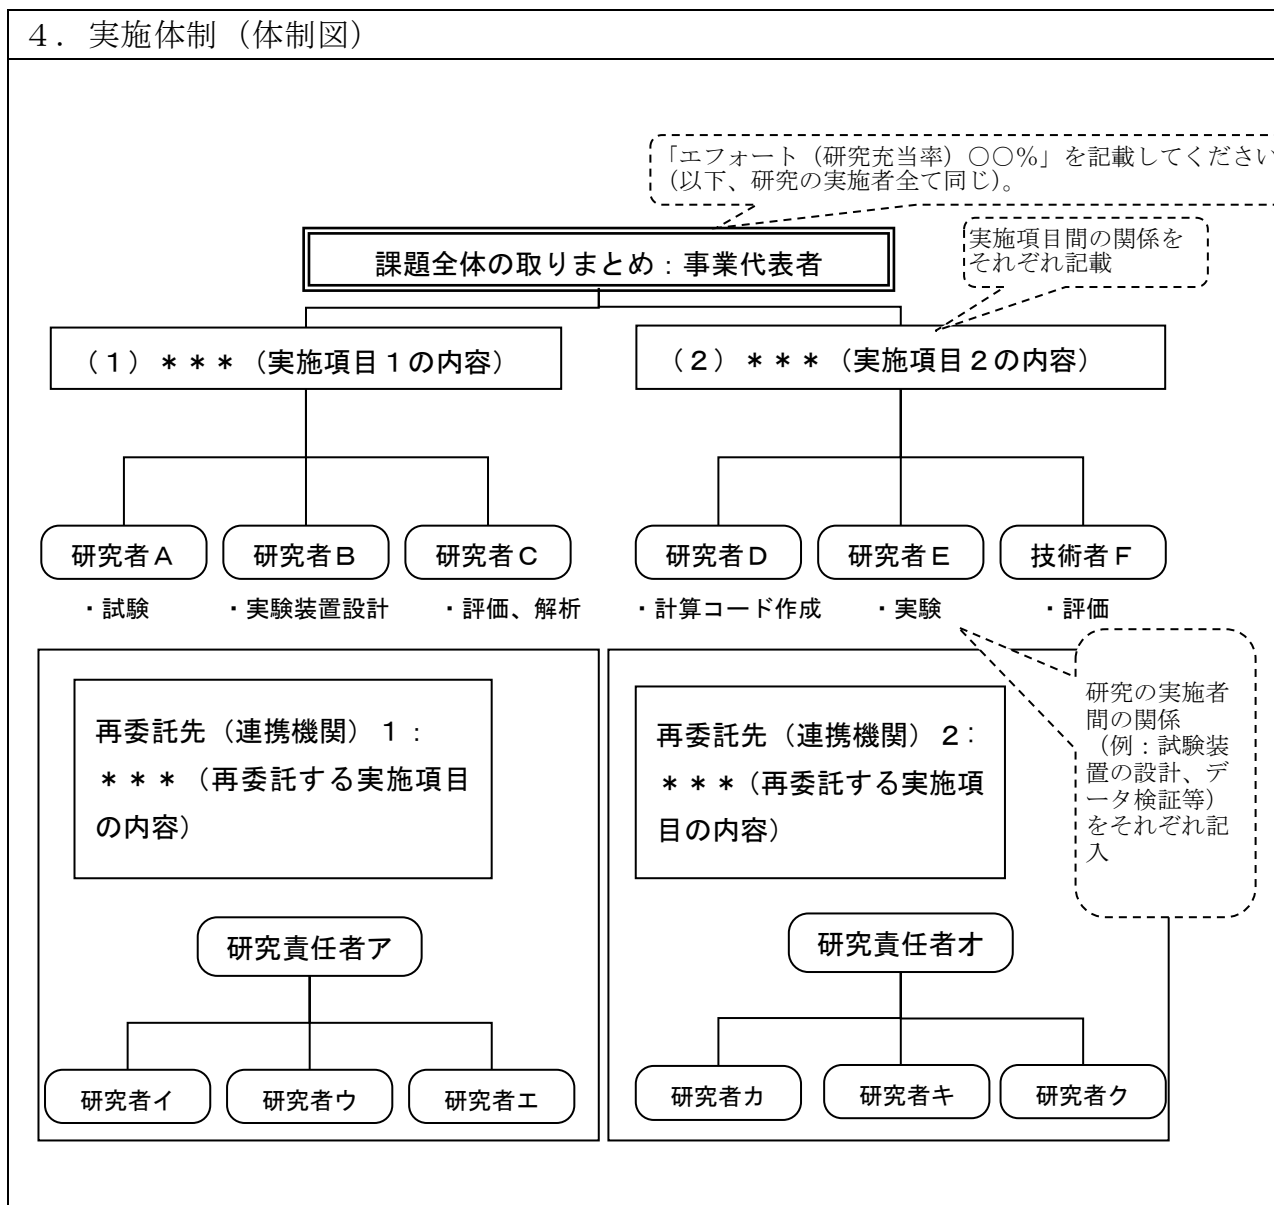 ４．実施体制（体制図）
「エフォート（研究充当率）○○％」を記載してください
（以下、研究の実施者全て同じ）。
実施項目間の関係を
それぞれ記載
課題全体の取りまとめ：事業代表者
（１）＊＊＊（実施項目１の内容）
（２）＊＊＊（実施項目２の内容）
研究者Ａ
研究者Ｂ
研究者Ｃ
研究者Ｄ
研究者Ｅ
技術者Ｆ
・試験
・実験装置設計
・評価、解析
・計算コード作成
・実験
・評価
研究の実施者
間の関係
（例：試験装
置の設計、デ
ータ検証等）
をそれぞれ記
入
再委託先（連携機関）１：
＊＊＊（再委託する実施項目
の内容）
再委託先（連携機関）２：
＊＊＊（再委託する実施項
目の内容）
研究責任者ア
研究責任者オ
研究者イ
研究者ウ
研究者エ
研究者カ
研究者キ
研究者ク